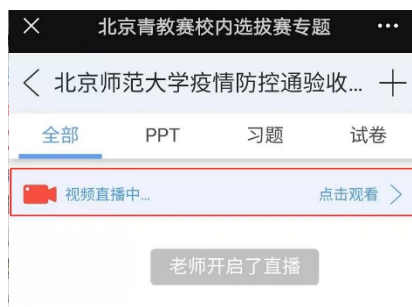 北京青教赛校内选拔赛专题
北京师范大学疫情防控通验收...
全部 PPT 习题 试卷
视频直播中... 点击观看
老师开启了直播